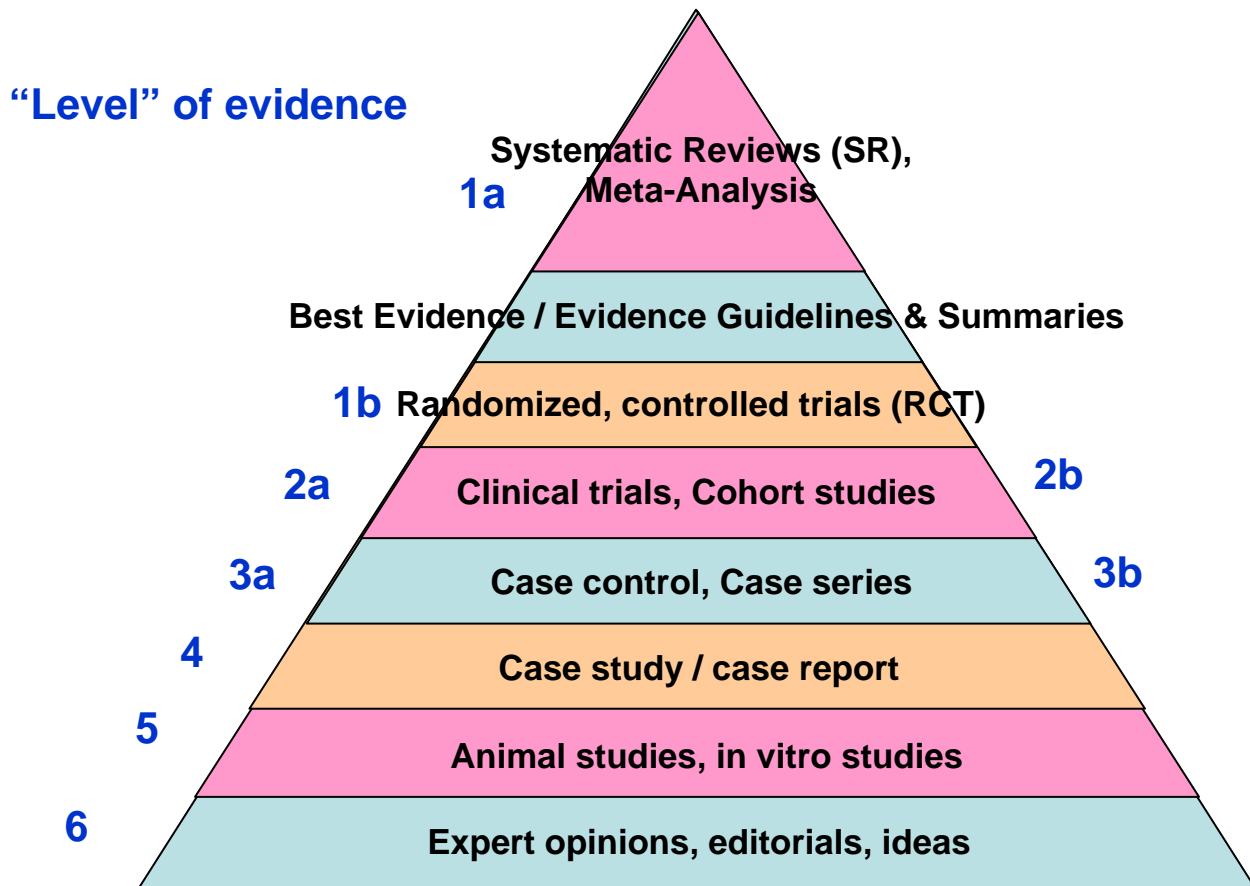 “Level” of evidence
Systematic Reviews (SR),
Meta-Analysis
1a
Best Evidence / Evidence Guidelines & Summaries
1b Randomized, controlled trials (RCT)
2a Clinical trials, Cohort studies 2b
3a Case control, Case series 3b
4 Case study / case report
5 Animal studies, in vitro studies
6 Expert opinions, editorials, ideas